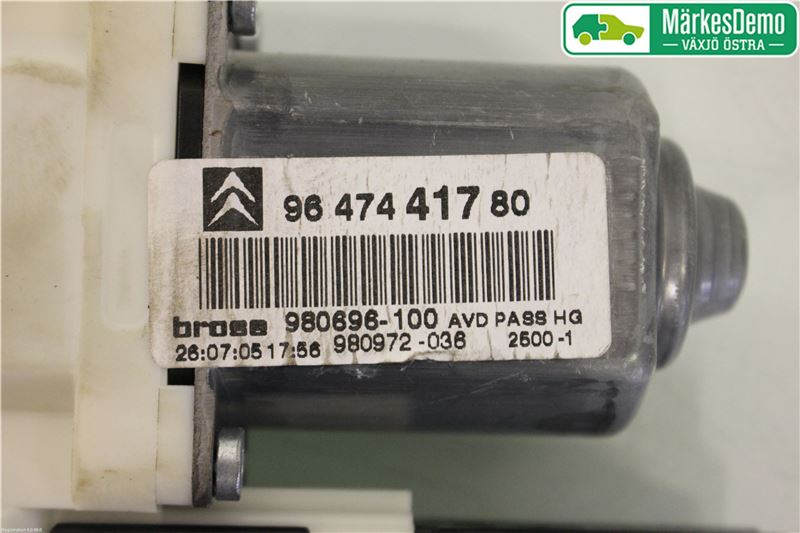 MärkesDemo
VÄXJÖ ÖSTRA
96 474 417 80
brose 980696-100 AVD PASS HG
26:07:05 17:56 980972-036 2500-1